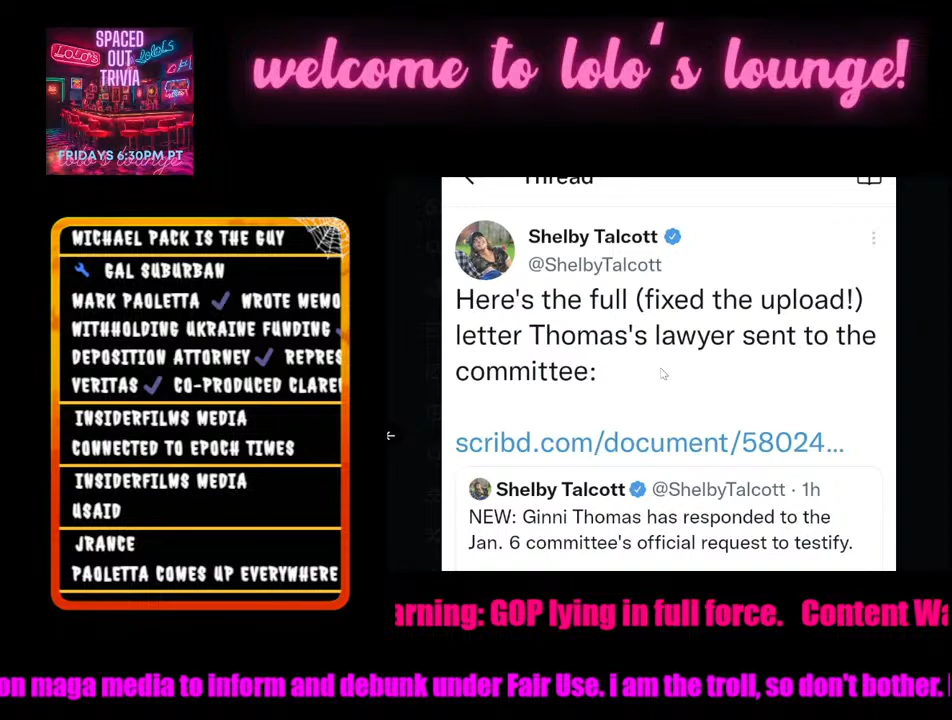 SPACED
OUT
TRIVIA
LOLO'S
lolo's
FRIDAYS 6:30PM PT
lolo's lounge
welcome to lolo's lounge!
MICHAEL PACK IS THE GUY
GAL SUBURBAN
MARK PAOLETTA ✓ WROTE MEMO
WITHHOLDING UKRAINE FUNDING
DEPOSITION ATTORNEY ✓ REPRES
VERITAS ✓ CO-PRODUCED CLARE
INSIDERFILMS MEDIA
CONNECTED TO EPOCH TIMES
INSIDERFILMS MEDIA
USAID
JRANCE
PAOLETTA COMES UP EVERYWHERE
Thread
Shelby Talcott
@ShelbyTalcott
Here's the full (fixed the upload!)
letter Thomas's lawyer sent to the
committee:
scribd.com/document/58024...
Shelby Talcott @ShelbyTalcott · 1h
NEW: Ginni Thomas has responded to the
Jan. 6 committee's official request to testify.
arning: GOP lying in full force. Content Wa
on maga media to inform and debunk under Fair Use. i am the troll, so don't bother.